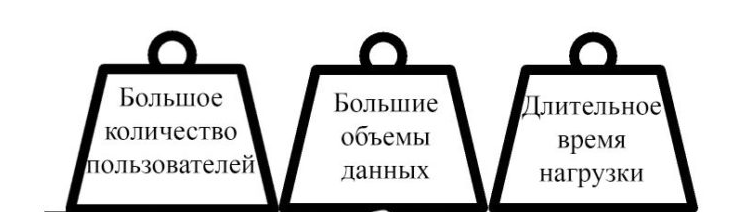 Большое
количество
пользователей
Большие
объемы
данных
Длительное
время
нагрузки